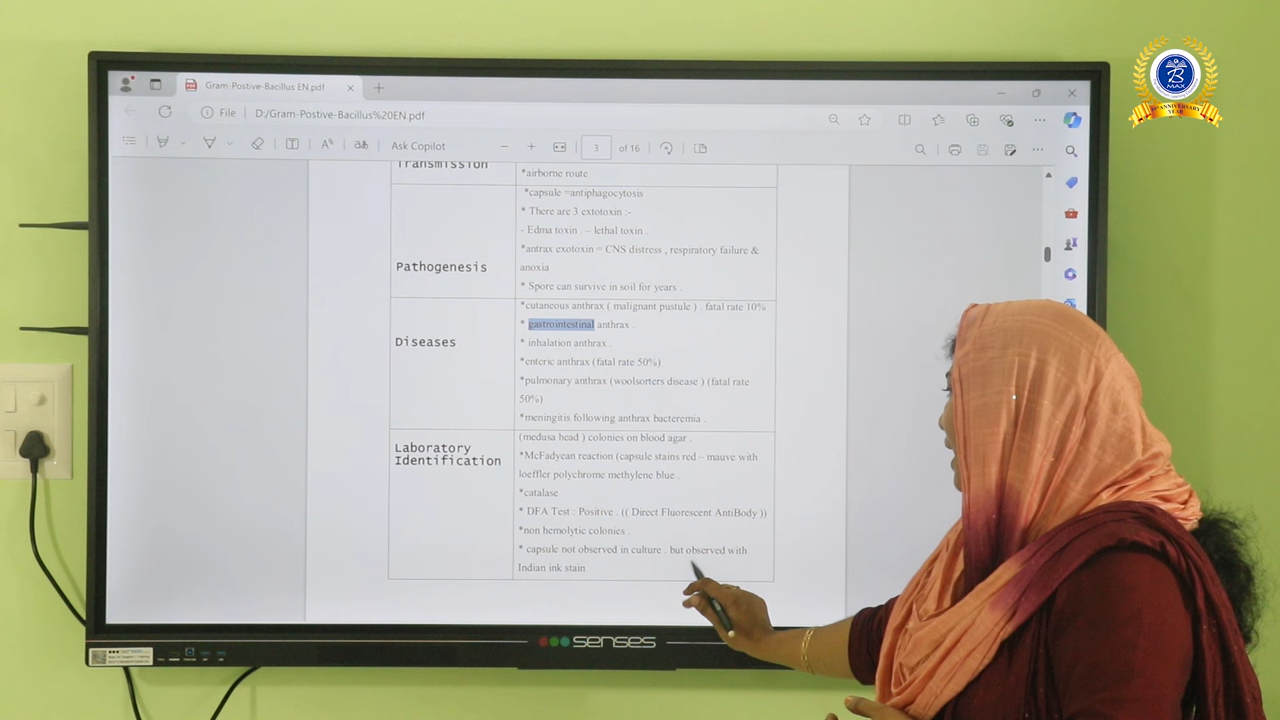 Gram-Postive-Bacillus EN.pdf
File D:/Gram-Postive-Bacillus%20EN.pdf
Ask Copilot 3 of 16
Transmission
*airborne route
Pathogenesis
*capsule =antiphagocytosis
* There are 3 extotoxin :-
- Edma toxin . – lethal toxin .
*antrax exotoxin = CNS distress , respiratory failure &
anoxia
* Spore can survive in soil for years .
Diseases
*cutaneous anthrax ( malignant pustule ) . fatal rate 10%
* gastrointestinal anthrax .
* inhalation anthrax .
*enteric anthrax (fatal rate 50%)
*pulmonary anthrax (woolsorters disease ) (fatal rate
50%)
*meningitis following anthrax bacteremia .
Laboratory
Identification
(medusa head ) colonies on blood agar .
*McFadyean reaction (capsule stains red – mauve with
loeffler polychrome methylene blue .
*catalase
* DFA Test : Positive . (( Direct Fluorescent AntiBody ))
*non hemolytic colonies .
* capsule not observed in culture . but observed with
Indian ink stain
senses
B
MAX
ANNIVERSARY
YEAR